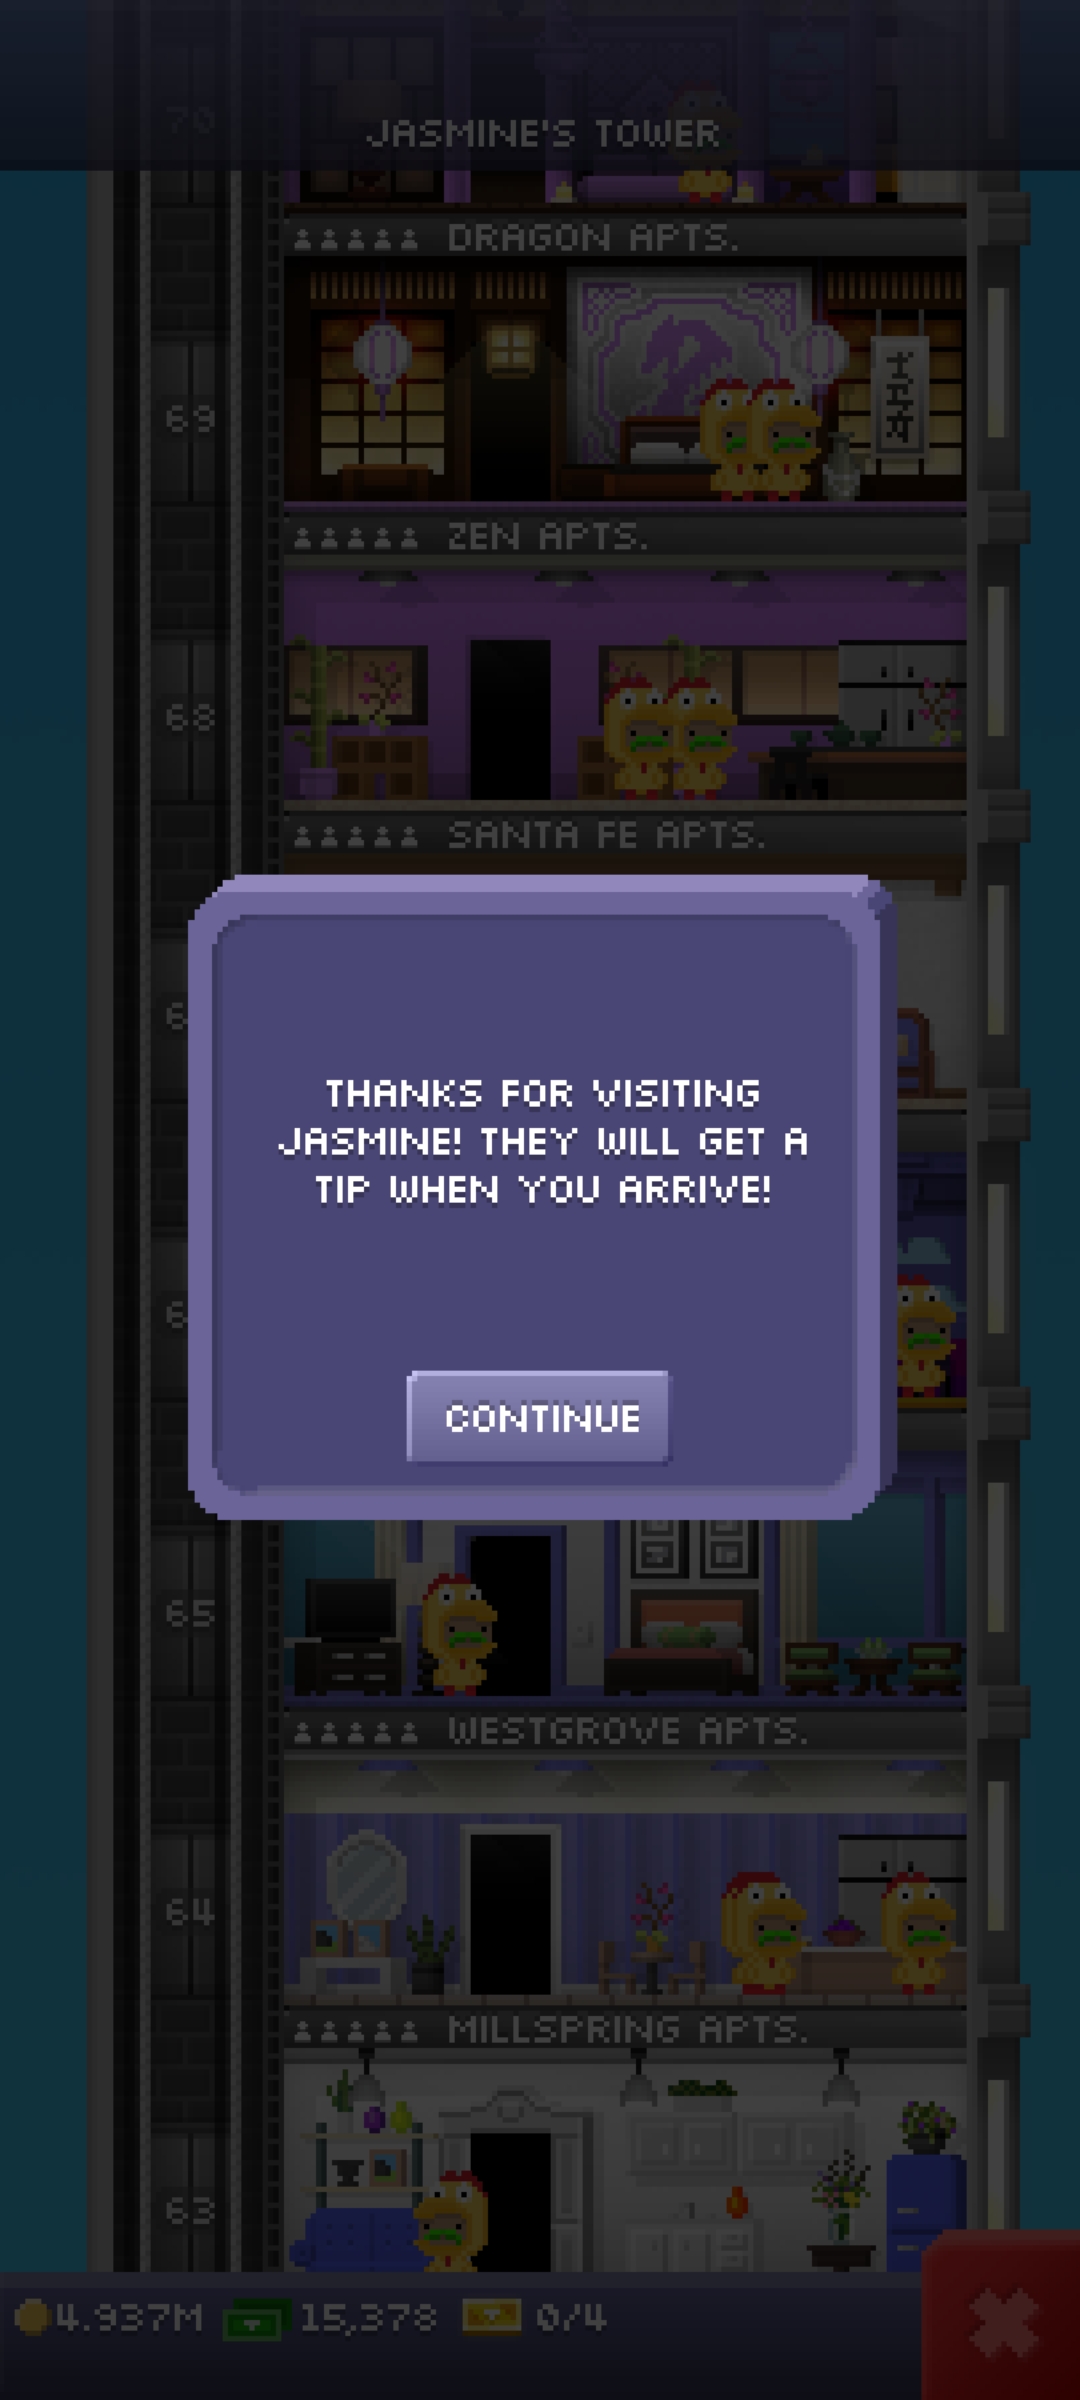 70
JASMINE'S TOWER
DRAGON APTS.
69
ZEN APTS.
68
SANTA FE APTS.
THANKS FOR VISITING
JASMINE! THEY WILL GET A
TIP WHEN YOU ARRIVE!
CONTINUE
65
WESTGROVE APTS.
64
MILLSPRING APTS.
63
4.937M 15,378 0/4